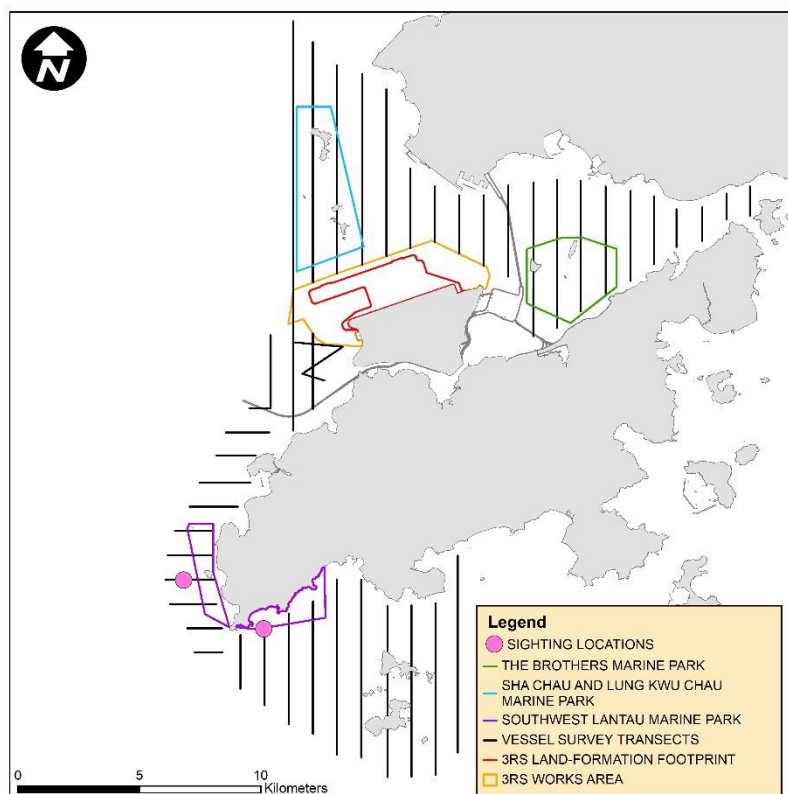 N
Legend
SIGHTING LOCATIONS
THE BROTHERS MARINE PARK
SHA CHAU AND LUNG KWU CHAU
MARINE PARK
SOUTHWEST LANTAU MARINE PARK
VESSEL SURVEY TRANSECTS
3RS LAND-FORMATION FOOTPRINT
3RS WORKS AREA
0 5 10
Kilometers